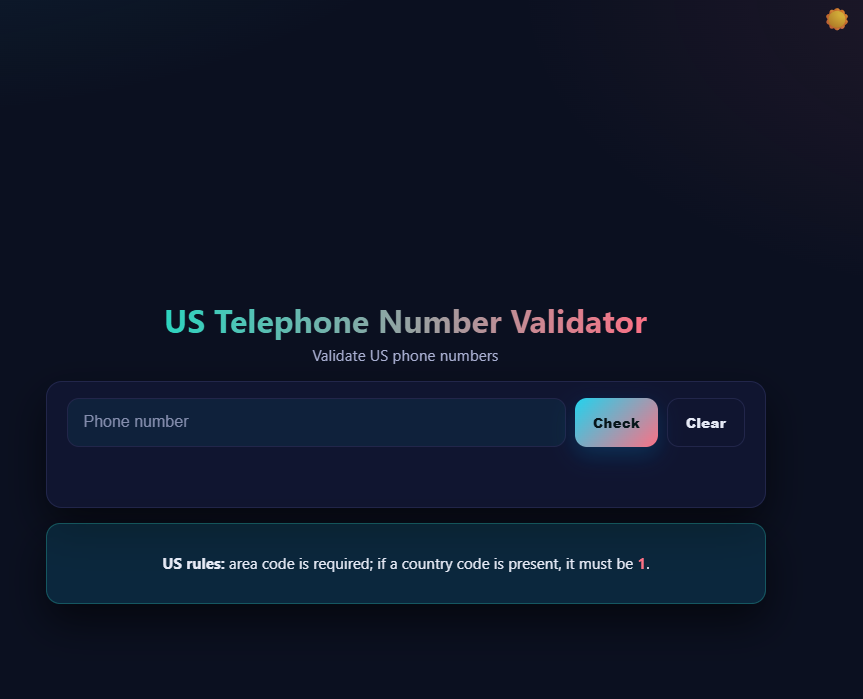 US Telephone Number Validator
Validate US phone numbers
Phone number
Check
Clear
US rules: area code is required; if a country code is present, it must be 1.